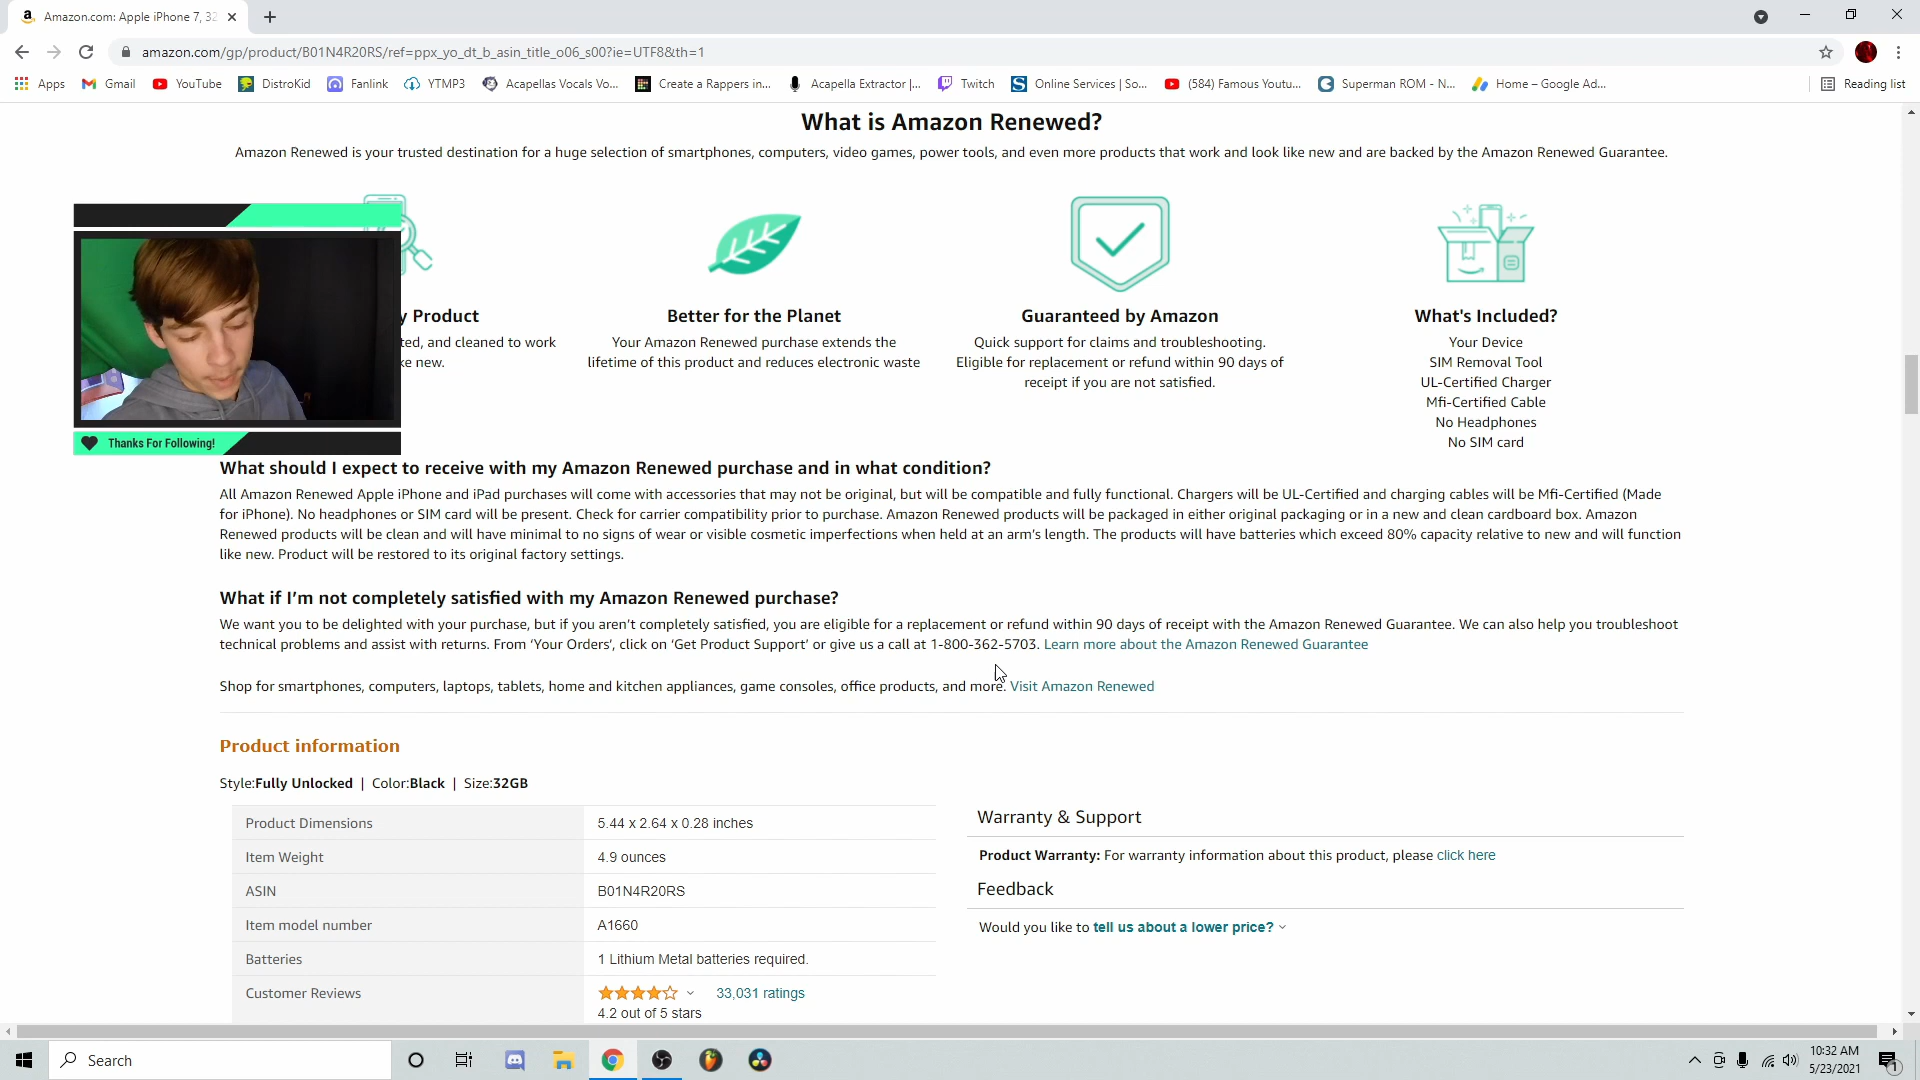 Amazon.com: Apple iPhone 7, 32
amazon.com/gp/product/B01N4R20RS/ref=ppx_yo_dt_b_asin_title_o06_s00?ie=UTF8&th=1
Apps Gmail YouTube DistroKid Fanlink YTMP3 Acapellas Vocals Vo... Create a Rappers in... Acapella Extractor |... Twitch Online Services | So... (584) Famous Youtu... Superman ROM - N... Home – Google Ad... Reading list
What is Amazon Renewed?
Amazon Renewed is your trusted destination for a huge selection of smartphones, computers, video games, power tools, and even more products that work and look like new and are backed by the Amazon Renewed Guarantee.
y Product
ted, and cleaned to work
ke new.
Better for the Planet
Your Amazon Renewed purchase extends the
lifetime of this product and reduces electronic waste
Guaranteed by Amazon
Quick support for claims and troubleshooting.
Eligible for replacement or refund within 90 days of
receipt if you are not satisfied.
What's Included?
Your Device
SIM Removal Tool
UL-Certified Charger
Mfi-Certified Cable
No Headphones
No SIM card
Thanks For Following!
What should I expect to receive with my Amazon Renewed purchase and in what condition?
All Amazon Renewed Apple iPhone and iPad purchases will come with accessories that may not be original, but will be compatible and fully functional. Chargers will be UL-Certified and charging cables will be Mfi-Certified (Made
for iPhone). No headphones or SIM card will be present. Check for carrier compatibility prior to purchase. Amazon Renewed products will be packaged in either original packaging or in a new and clean cardboard box. Amazon
Renewed products will be clean and will have minimal to no signs of wear or visible cosmetic imperfections when held at an arm's length. The products will have batteries which exceed 80% capacity relative to new and will function
like new. Product will be restored to its original factory settings.
What if I'm not completely satisfied with my Amazon Renewed purchase?
We want you to be delighted with your purchase, but if you aren't completely satisfied, you are eligible for a replacement or refund within 90 days of receipt with the Amazon Renewed Guarantee. We can also help you troubleshoot
technical problems and assist with returns. From 'Your Orders', click on 'Get Product Support' or give us a call at 1-800-362-5703. Learn more about the Amazon Renewed Guarantee
Shop for smartphones, computers, laptops, tablets, home and kitchen appliances, game consoles, office products, and more. Visit Amazon Renewed
Product information
Style:Fully Unlocked | Color:Black | Size:32GB
Product Dimensions 5.44 x 2.64 x 0.28 inches
Item Weight 4.9 ounces
ASIN B01N4R20RS
Item model number A1660
Batteries 1 Lithium Metal batteries required.
Customer Reviews 33,031 ratings
4.2 out of 5 stars
Warranty & Support
Product Warranty: For warranty information about this product, please click here
Feedback
Would you like to tell us about a lower price?
Search
10:32 AM
5/23/2021
1